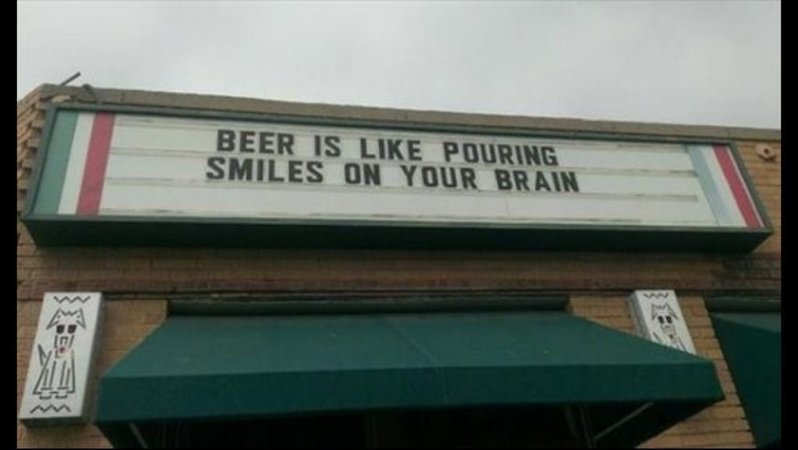 BEER IS LIKE POURING
SMILES ON YOUR BRAIN